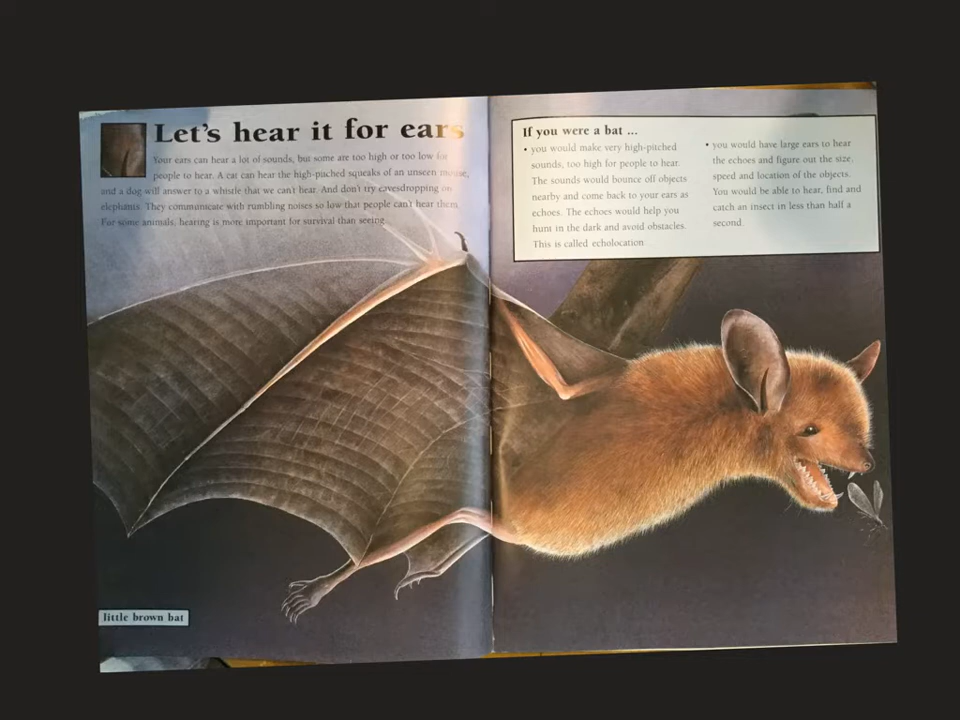 Let's hear it for ears
Your ears can hear a lot of sounds, but some are too high or too low for
people to hear. A cat can hear the high-pitched squeaks of an unseen mouse,
and a dog will answer to a whistle that we can't hear. And don't try eavesdropping on
elephants. They communicate with rumbling noises so low that people can't hear them.
For some animals, hearing is more important for survival than seeing.
If you were a bat ...
• you would make very high-pitched
sounds, too high for people to hear.
The sounds would bounce off objects
nearby and come back to your ears as
echoes. The echoes would help you
hunt in the dark and avoid obstacles.
This is called echolocation.
• you would have large ears to hear
the echoes and figure out the size,
speed and location of the objects.
You would be able to hear, find and
catch an insect in less than half a
second.
little brown bat